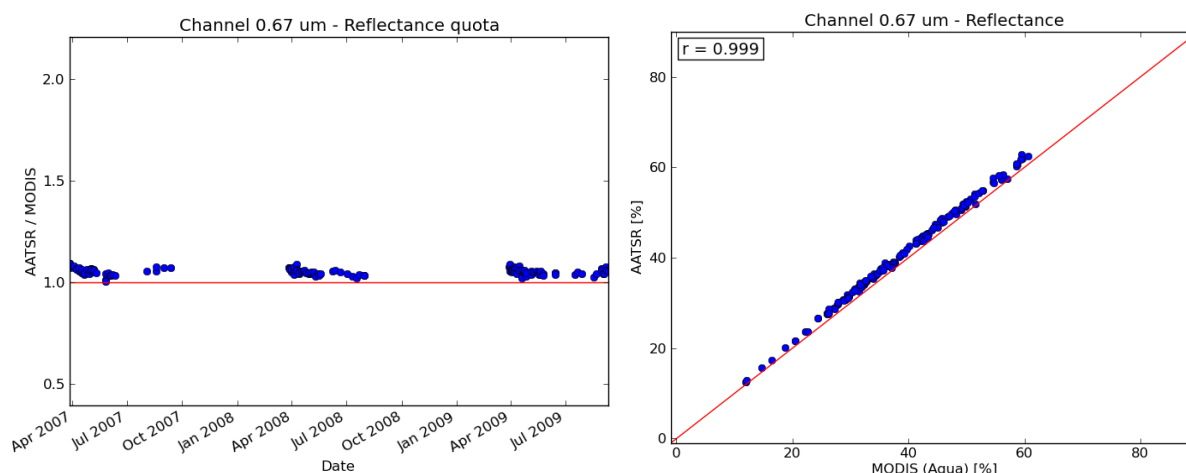 Channel 0.67 um - Reflectance quota
2.0
1.5
1.0
0.5
AATSR / MODIS
Apr 2007
Jul 2007
Oct 2007
Jan 2008
Apr 2008
Jul 2008
Oct 2008
Jan 2009
Apr 2009
Jul 2009
Date
Channel 0.67 um - Reflectance
r = 0.999
80
60
40
20
0
AATSR [%]
0 20 40 60 80
MODIS (Aqua) [%]